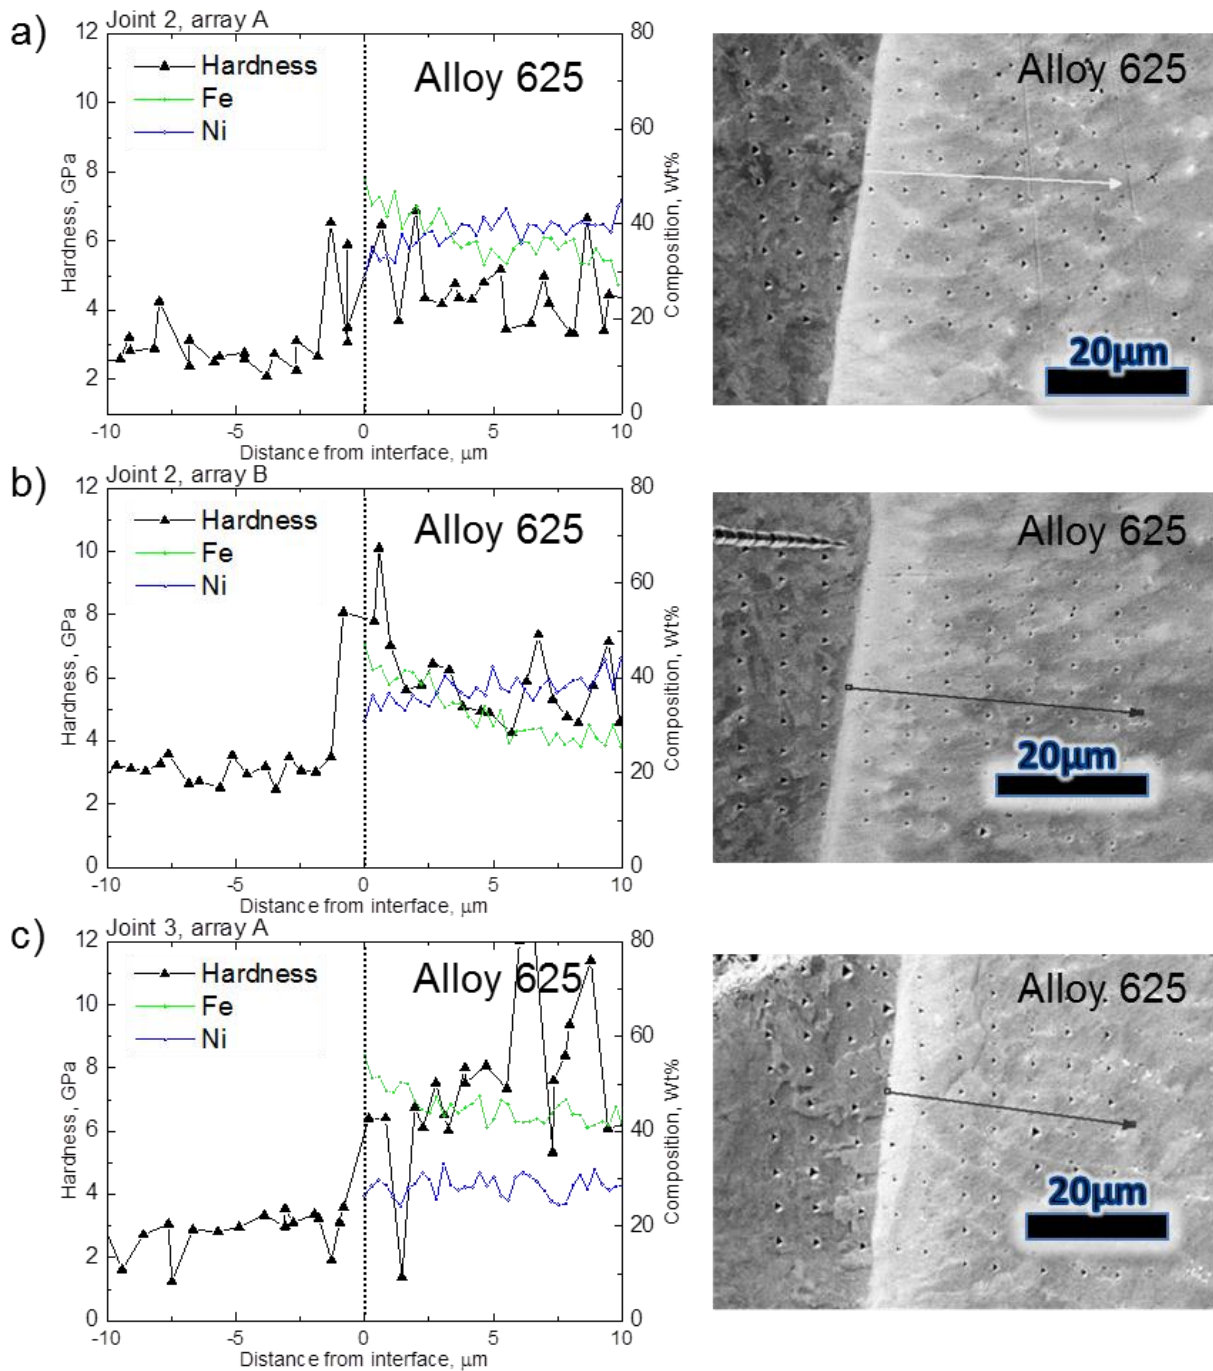 a)
Joint 2, array A
Hardness
Fe
Ni
Alloy 625
12
10
8
6
4
2
Hardness, GPa
80
60
40
20
0
Composition, Wt%
-10 -5 0 5 10
Distance from interface, μm
Alloy 625
20μm
b)
Joint 2, array B
Hardness
Fe
Ni
Alloy 625
12
10
8
6
4
2
0
Hardness, GPa
80
60
40
20
0
Composition, Wt%
-10 -5 0 5 10
Distance from interface, μm
Alloy 625
20μm
c)
Joint 3, array A
Hardness
Fe
Ni
Alloy 625
12
10
8
6
4
2
0
Hardness, GPa
80
60
40
20
0
Composition, Wt%
-10 -5 0 5 10
Distance from interface, μm
Alloy 625
20μm